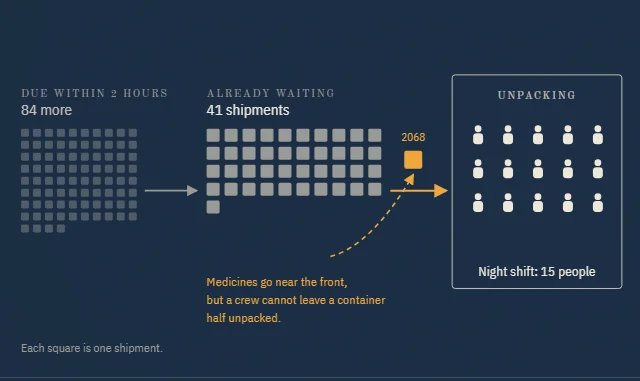 DUE WITHIN 2 HOURS
84 more
ALREADY WAITING
41 shipments
2068
UNPACKING
Night shift: 15 people
Medicines go near the front,
but a crew cannot leave a container
half unpacked.
Each square is one shipment.